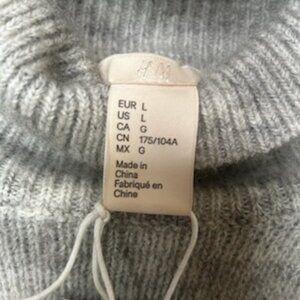 H&M
EUR L
US L
CA G
CN 175/104A
MX G
Made in
China
Fabriqué en
Chine